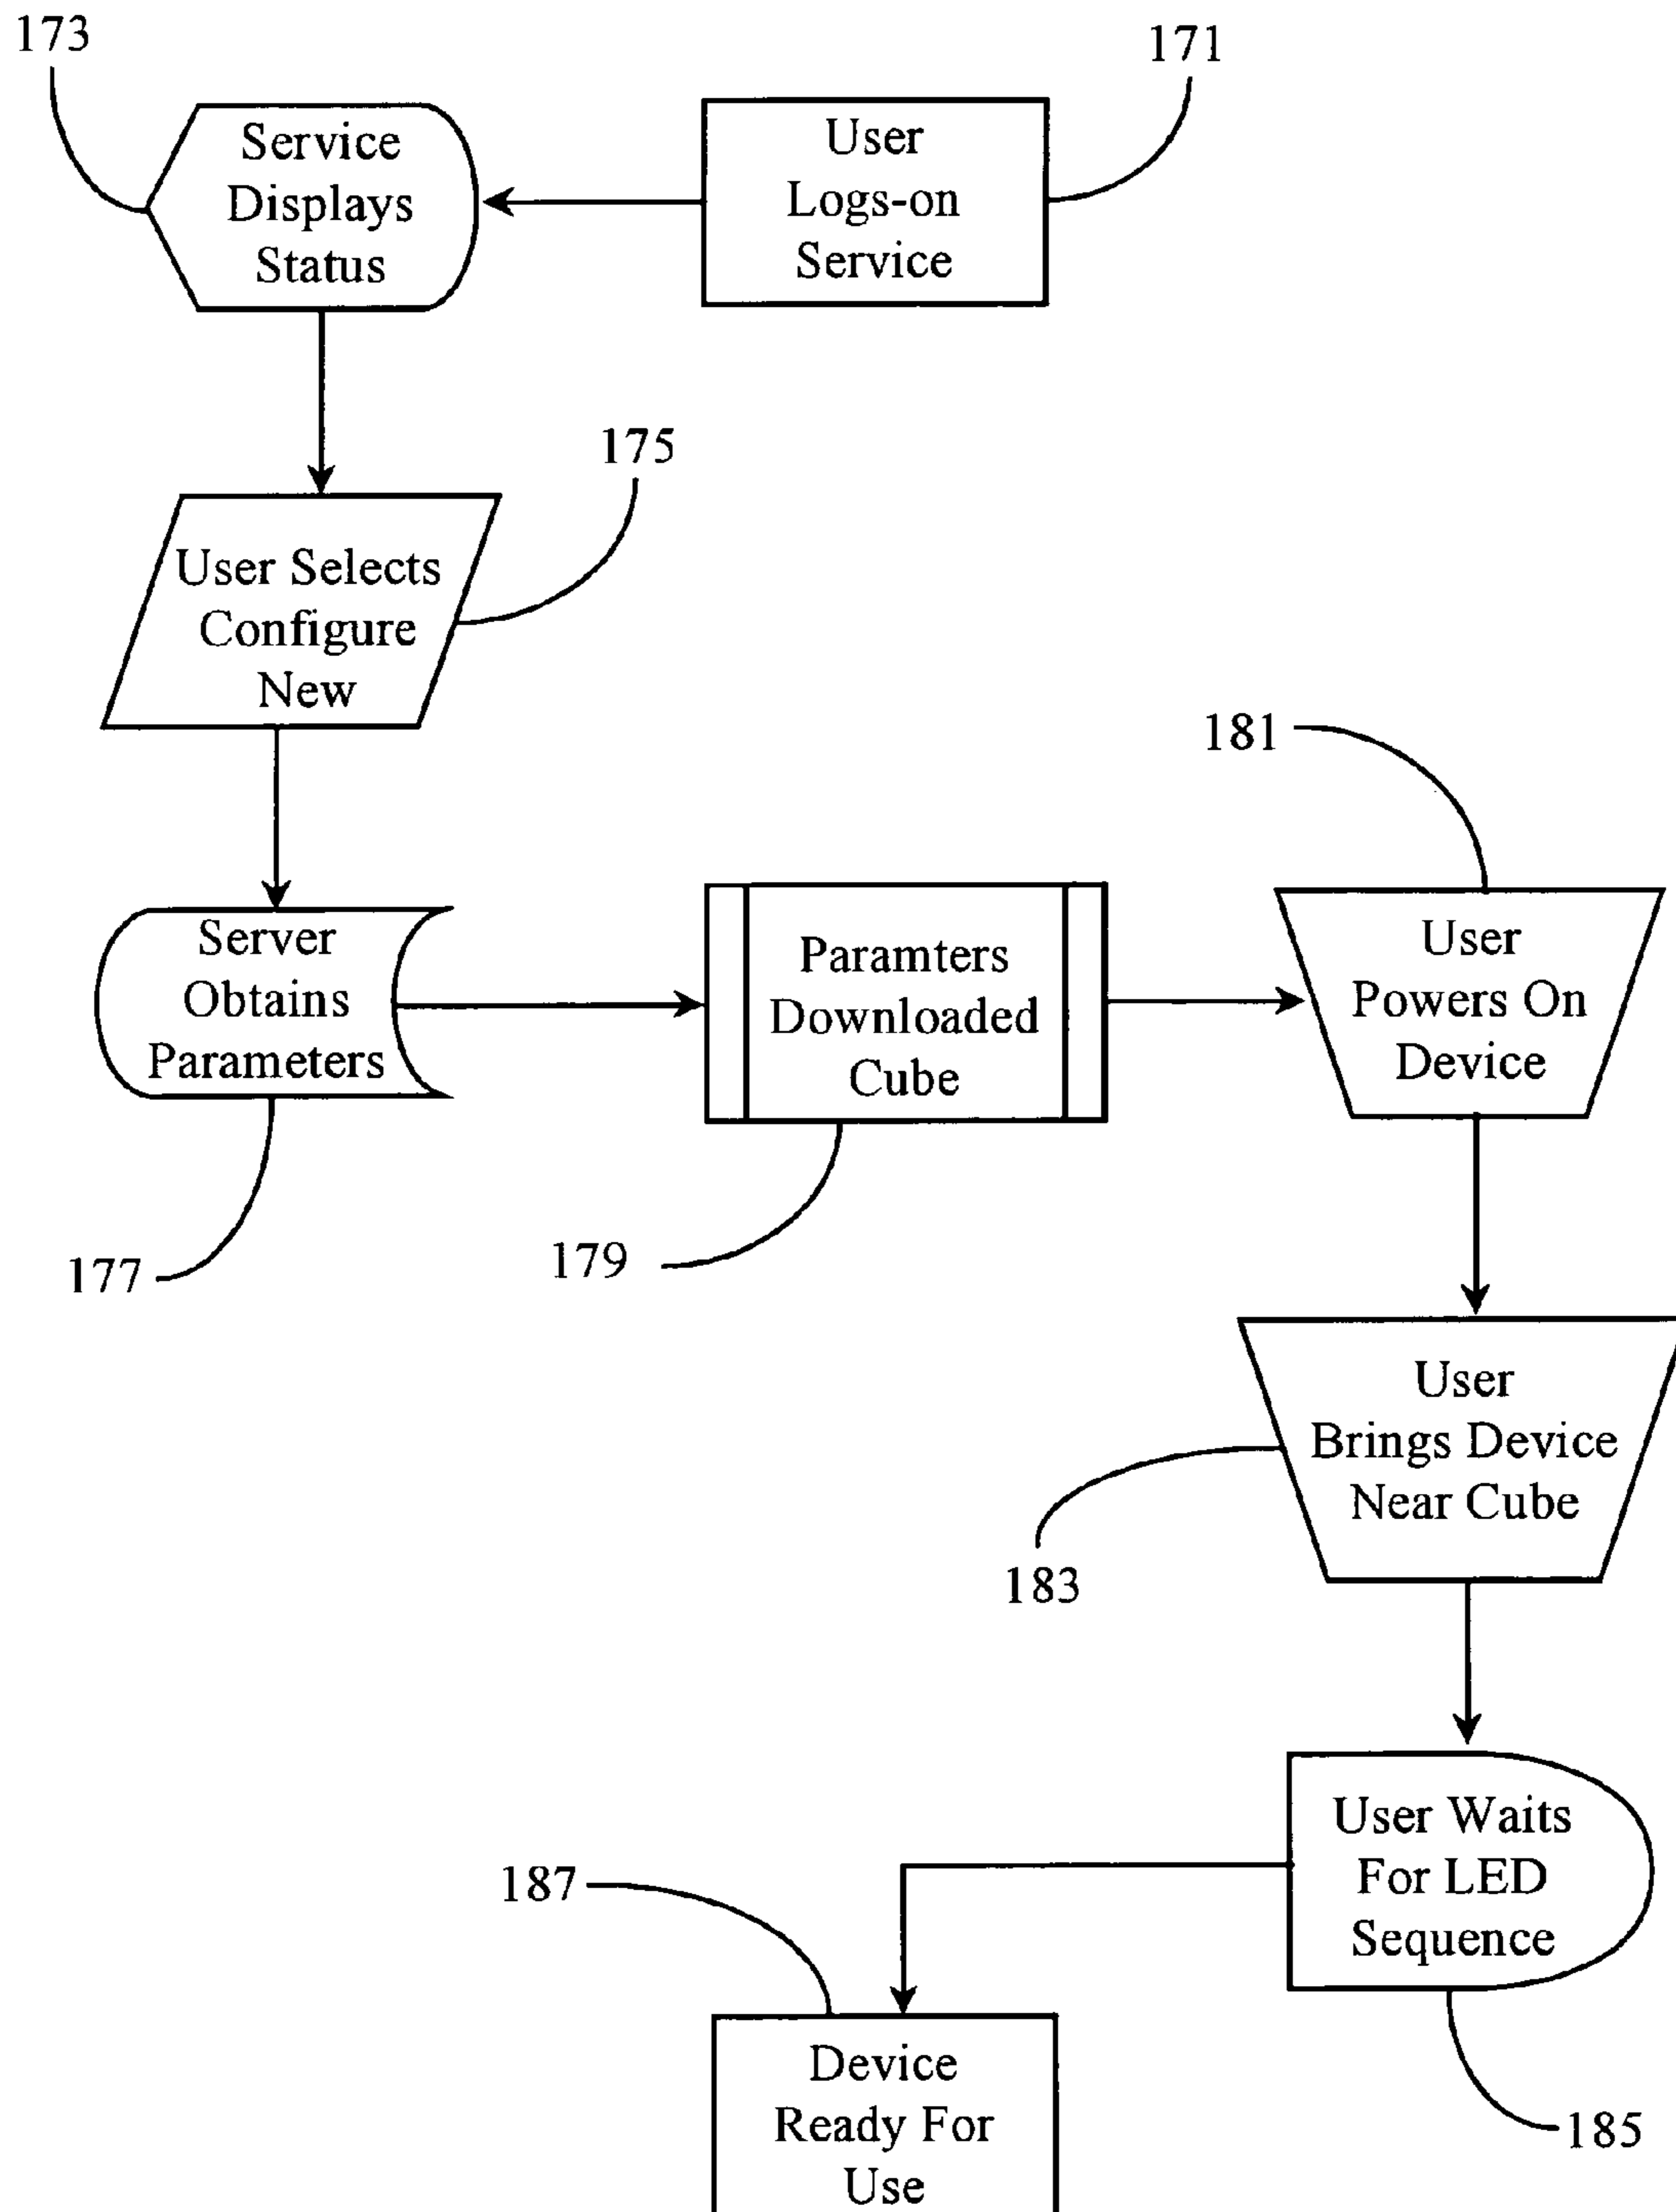 173
171
Service
Displays
Status
User
Logs-on
Service
175
User Selects
Configure
New
181
Server
Obtains
Parameters
Paramters
Downloaded
Cube
User
Powers On
Device
177
179
User
Brings Device
Near Cube
183
User Waits
For LED
Sequence
187
185
Device
Ready For
Use